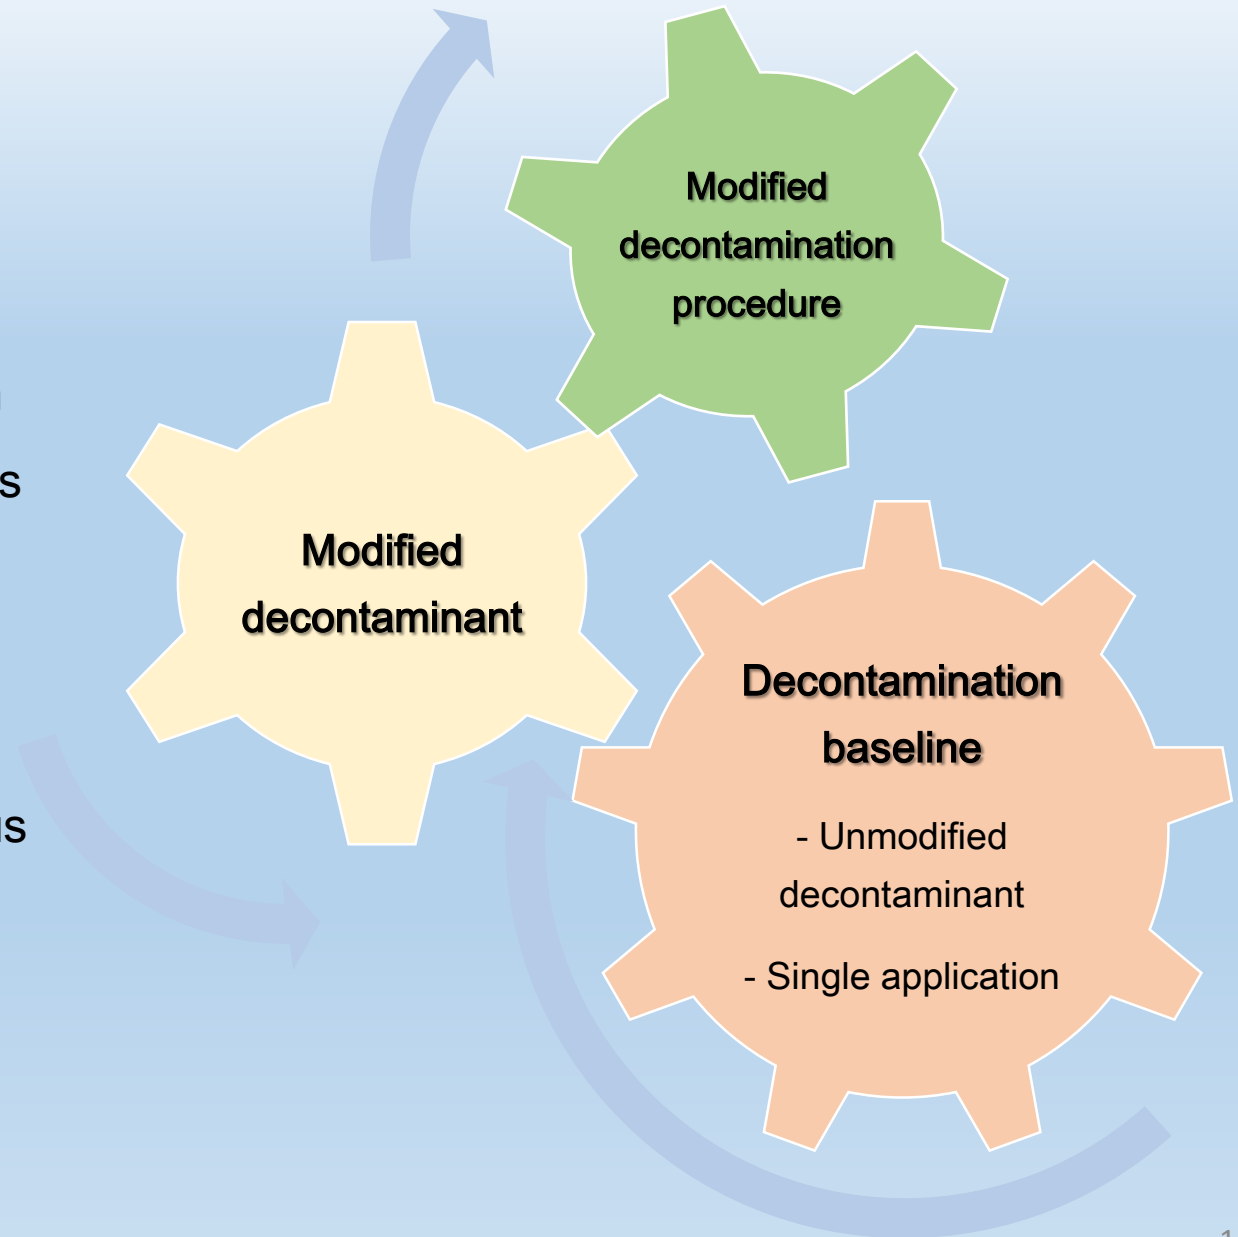 Modified
decontamination
procedure
Modified
decontaminant
Decontamination
baseline
- Unmodified
decontaminant
- Single application